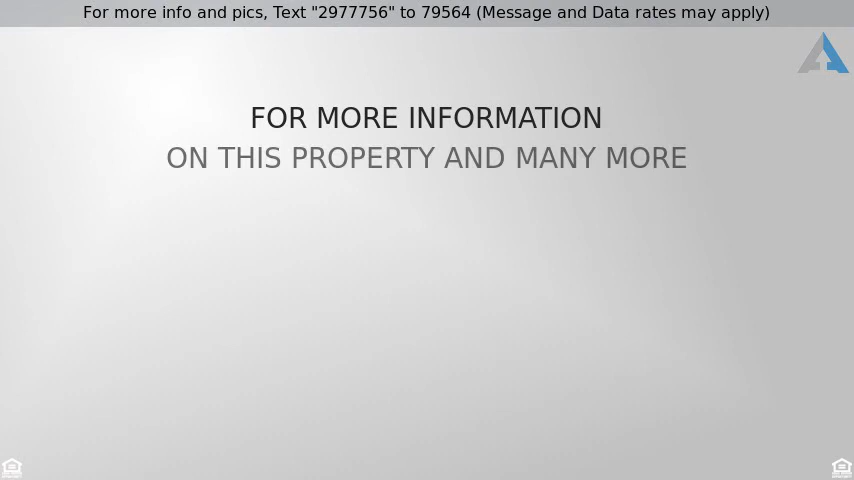 For more info and pics, Text "2977756" to 79564 (Message and Data rates may apply)
FOR MORE INFORMATION
ON THIS PROPERTY AND MANY MORE